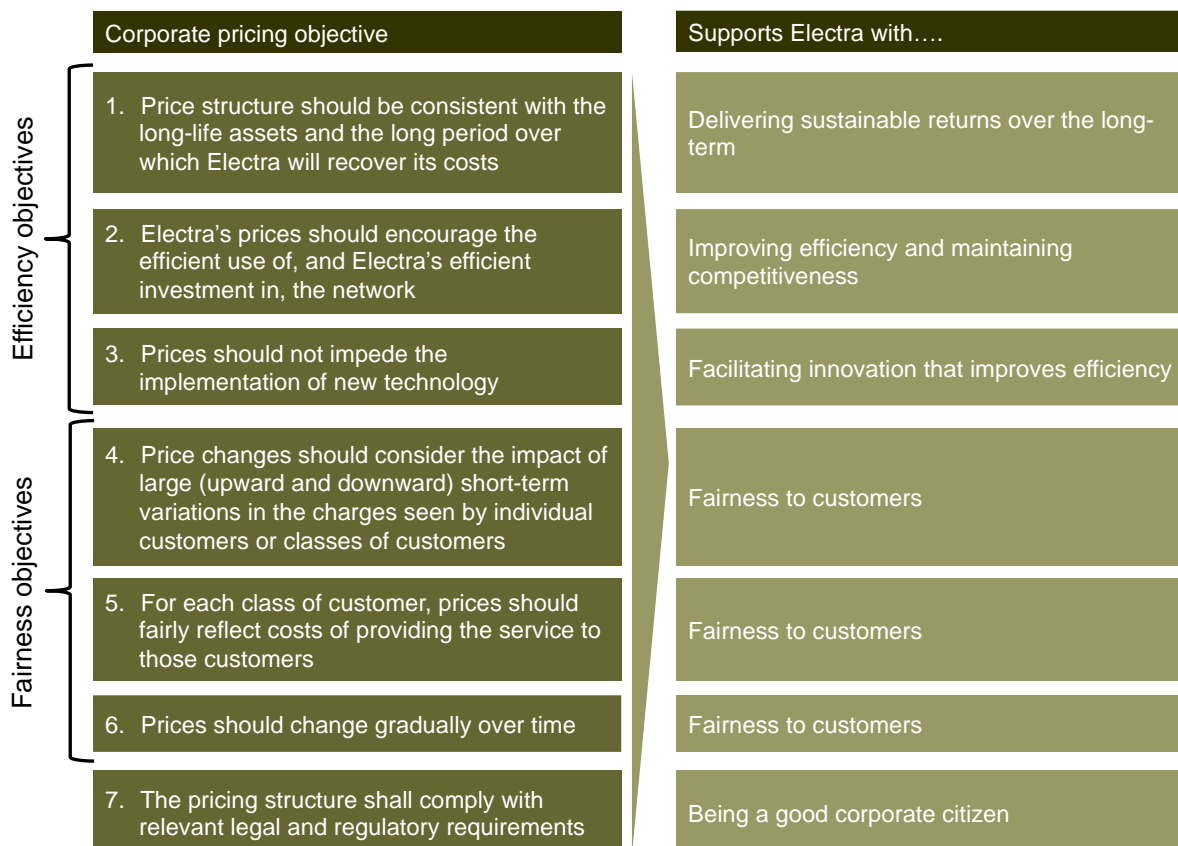 Corporate pricing objective
Supports Electra with….
Efficiency objectives
1. Price structure should be consistent with the
long-life assets and the long period over
which Electra will recover its costs
Delivering sustainable returns over the long-
term
2. Electra's prices should encourage the
efficient use of, and Electra's efficient
investment in, the network
Improving efficiency and maintaining
competitiveness
3. Prices should not impede the
implementation of new technology
Facilitating innovation that improves efficiency
Fairness objectives
4. Price changes should consider the impact of
large (upward and downward) short-term
variations in the charges seen by individual
customers or classes of customers
Fairness to customers
5. For each class of customer, prices should
fairly reflect costs of providing the service to
those customers
Fairness to customers
6. Prices should change gradually over time
Fairness to customers
7. The pricing structure shall comply with
relevant legal and regulatory requirements
Being a good corporate citizen